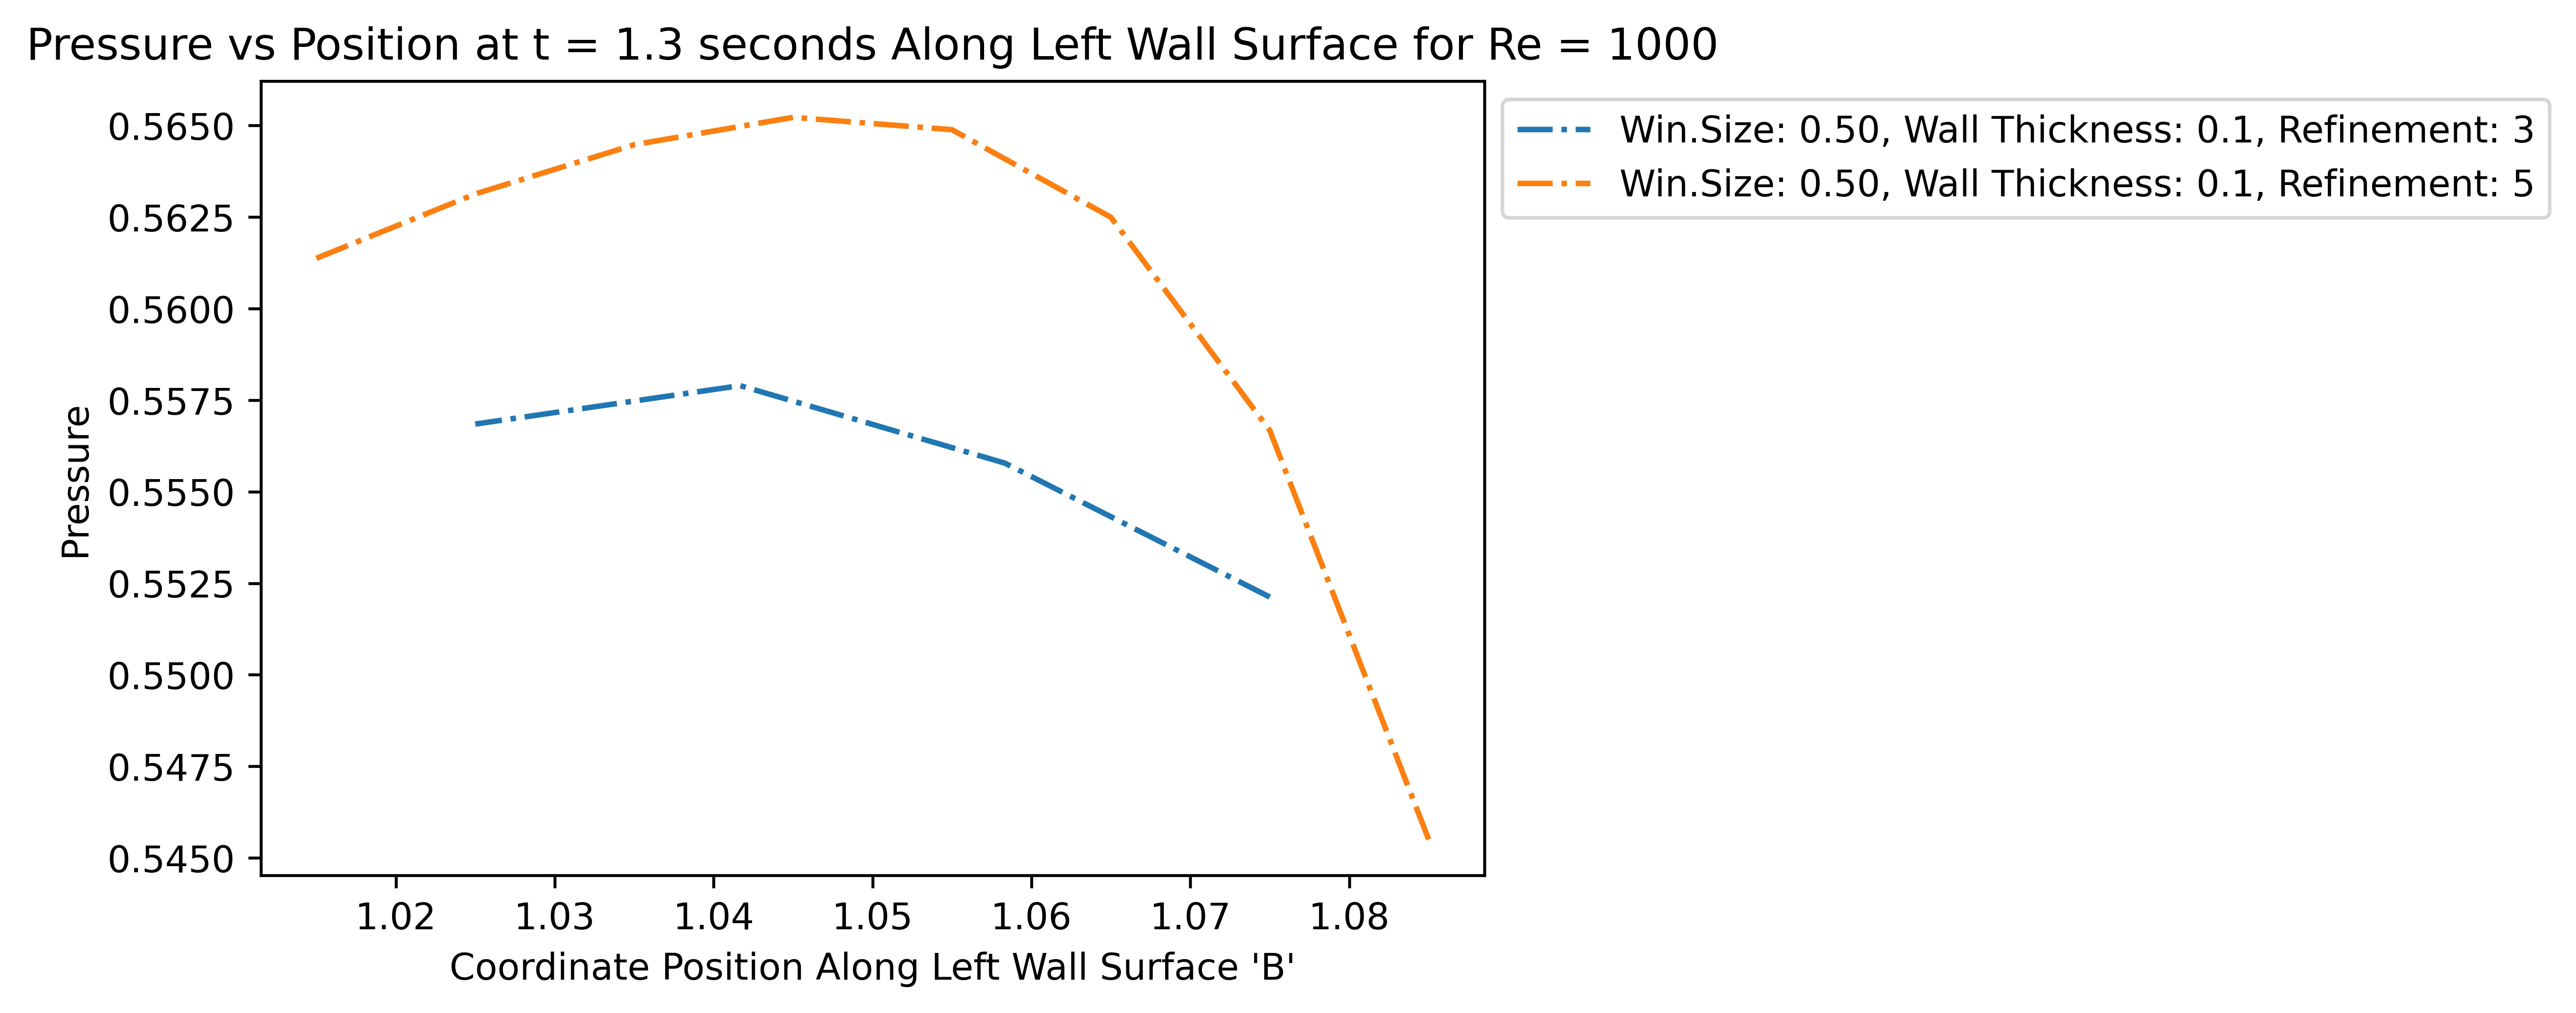 Pressure vs Position at t = 1.3 seconds Along Left Wall Surface for Re = 1000
Win.Size: 0.50, Wall Thickness: 0.1, Refinement: 3
Win.Size: 0.50, Wall Thickness: 0.1, Refinement: 5
Pressure
0.5650
0.5625
0.5600
0.5575
0.5550
0.5525
0.5500
0.5475
0.5450
1.02 1.03 1.04 1.05 1.06 1.07 1.08
Coordinate Position Along Left Wall Surface 'B'